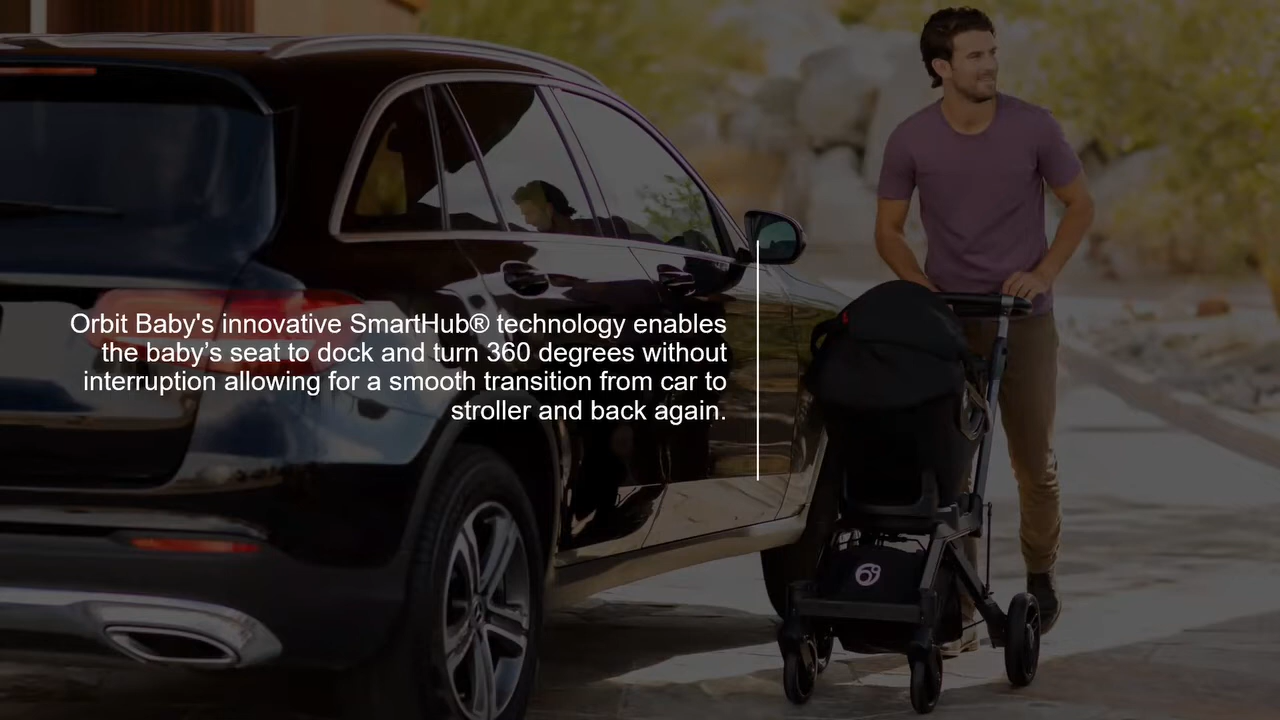 Orbit Baby's innovative SmartHub® technology enables
the baby’s seat to dock and turn 360 degrees without
interruption allowing for a smooth transition from car to
stroller and back again.